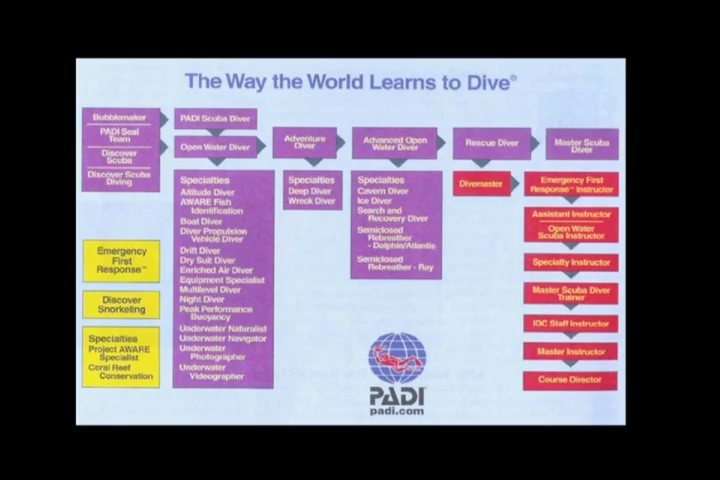 The Way the World Learns to Dive®
Bubblemaker
PADI Seal
Team
Discover
Scuba
Discover Scuba
Diving
PADI Scuba Diver
Open Water Diver
Adventure
Diver
Advanced Open
Water Diver
Rescue Diver
Master Scuba
Diver
Specialties
Altitude Diver
AWARE Fish
Identification
Boat Diver
Diver Propulsion
Vehicle Diver
Drift Diver
Dry Suit Diver
Enriched Air Diver
Equipment Specialist
Multilevel Diver
Night Diver
Peak Performance
Buoyancy
Underwater Naturalist
Underwater Navigator
Underwater
Photographer
Underwater
Videographer
Specialties
Deep Diver
Wreck Diver
Specialties
Cavern Diver
Ice Diver
Search and
Recovery Diver
Semiclosed
Rebreather
- Dolphin/Atlantis
Semiclosed
Rebreather - Ray
Divemaster
Emergency First
Response™ Instructor
Assistant Instructor
Open Water
Scuba Instructor
Specialty Instructor
Master Scuba Diver
Trainer
IDC Staff Instructor
Master Instructor
Course Director
Emergency
First
Response™
Discover
Snorkeling
Specialties
Project AWARE
Specialist
Coral Reef
Conservation
PADI
padi.com